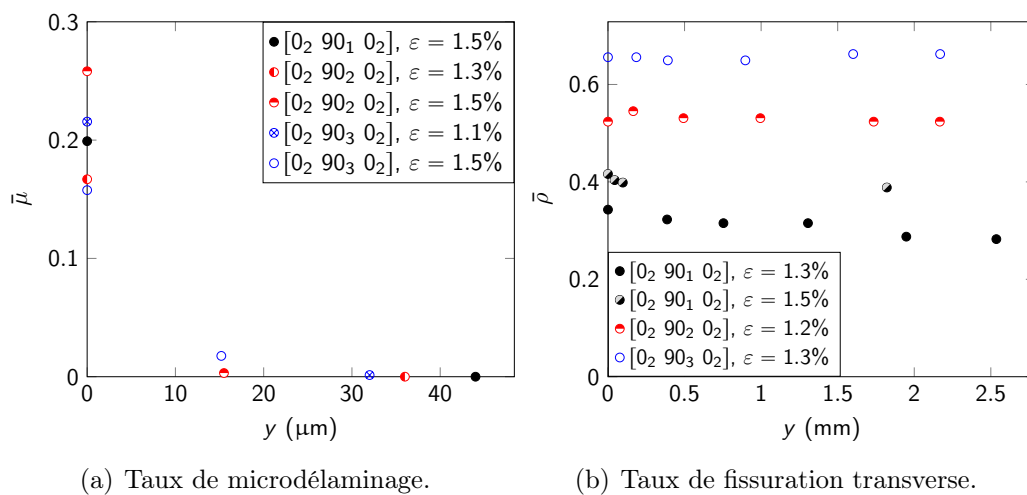 0.3
0.2
0.1
0
μ̄
0
10
20
30
40
y (μm)
[0₂ 90₁ 0₂], ε = 1.5%
[0₂ 90₂ 0₂], ε = 1.3%
[0₂ 90₂ 0₂], ε = 1.5%
[0₂ 90₃ 0₂], ε = 1.1%
[0₂ 90₃ 0₂], ε = 1.5%
(a) Taux de microdélaminage.
0.6
0.4
0.2
0
ρ̄
0
0.5
1
1.5
2
2.5
y (mm)
[0₂ 90₁ 0₂], ε = 1.3%
[0₂ 90₁ 0₂], ε = 1.5%
[0₂ 90₂ 0₂], ε = 1.2%
[0₂ 90₃ 0₂], ε = 1.3%
(b) Taux de fissuration transverse.